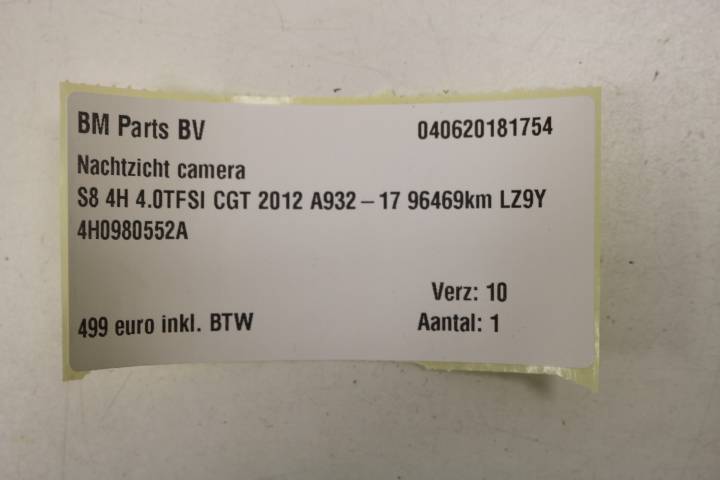 BM Parts BV 040620181754
Nachtzicht camera
S8 4H 4.0TFSI CGT 2012 A932-17 96469km LZ9Y
4H0980552A
Verz: 10
499 euro inkl. BTW Aantal: 1